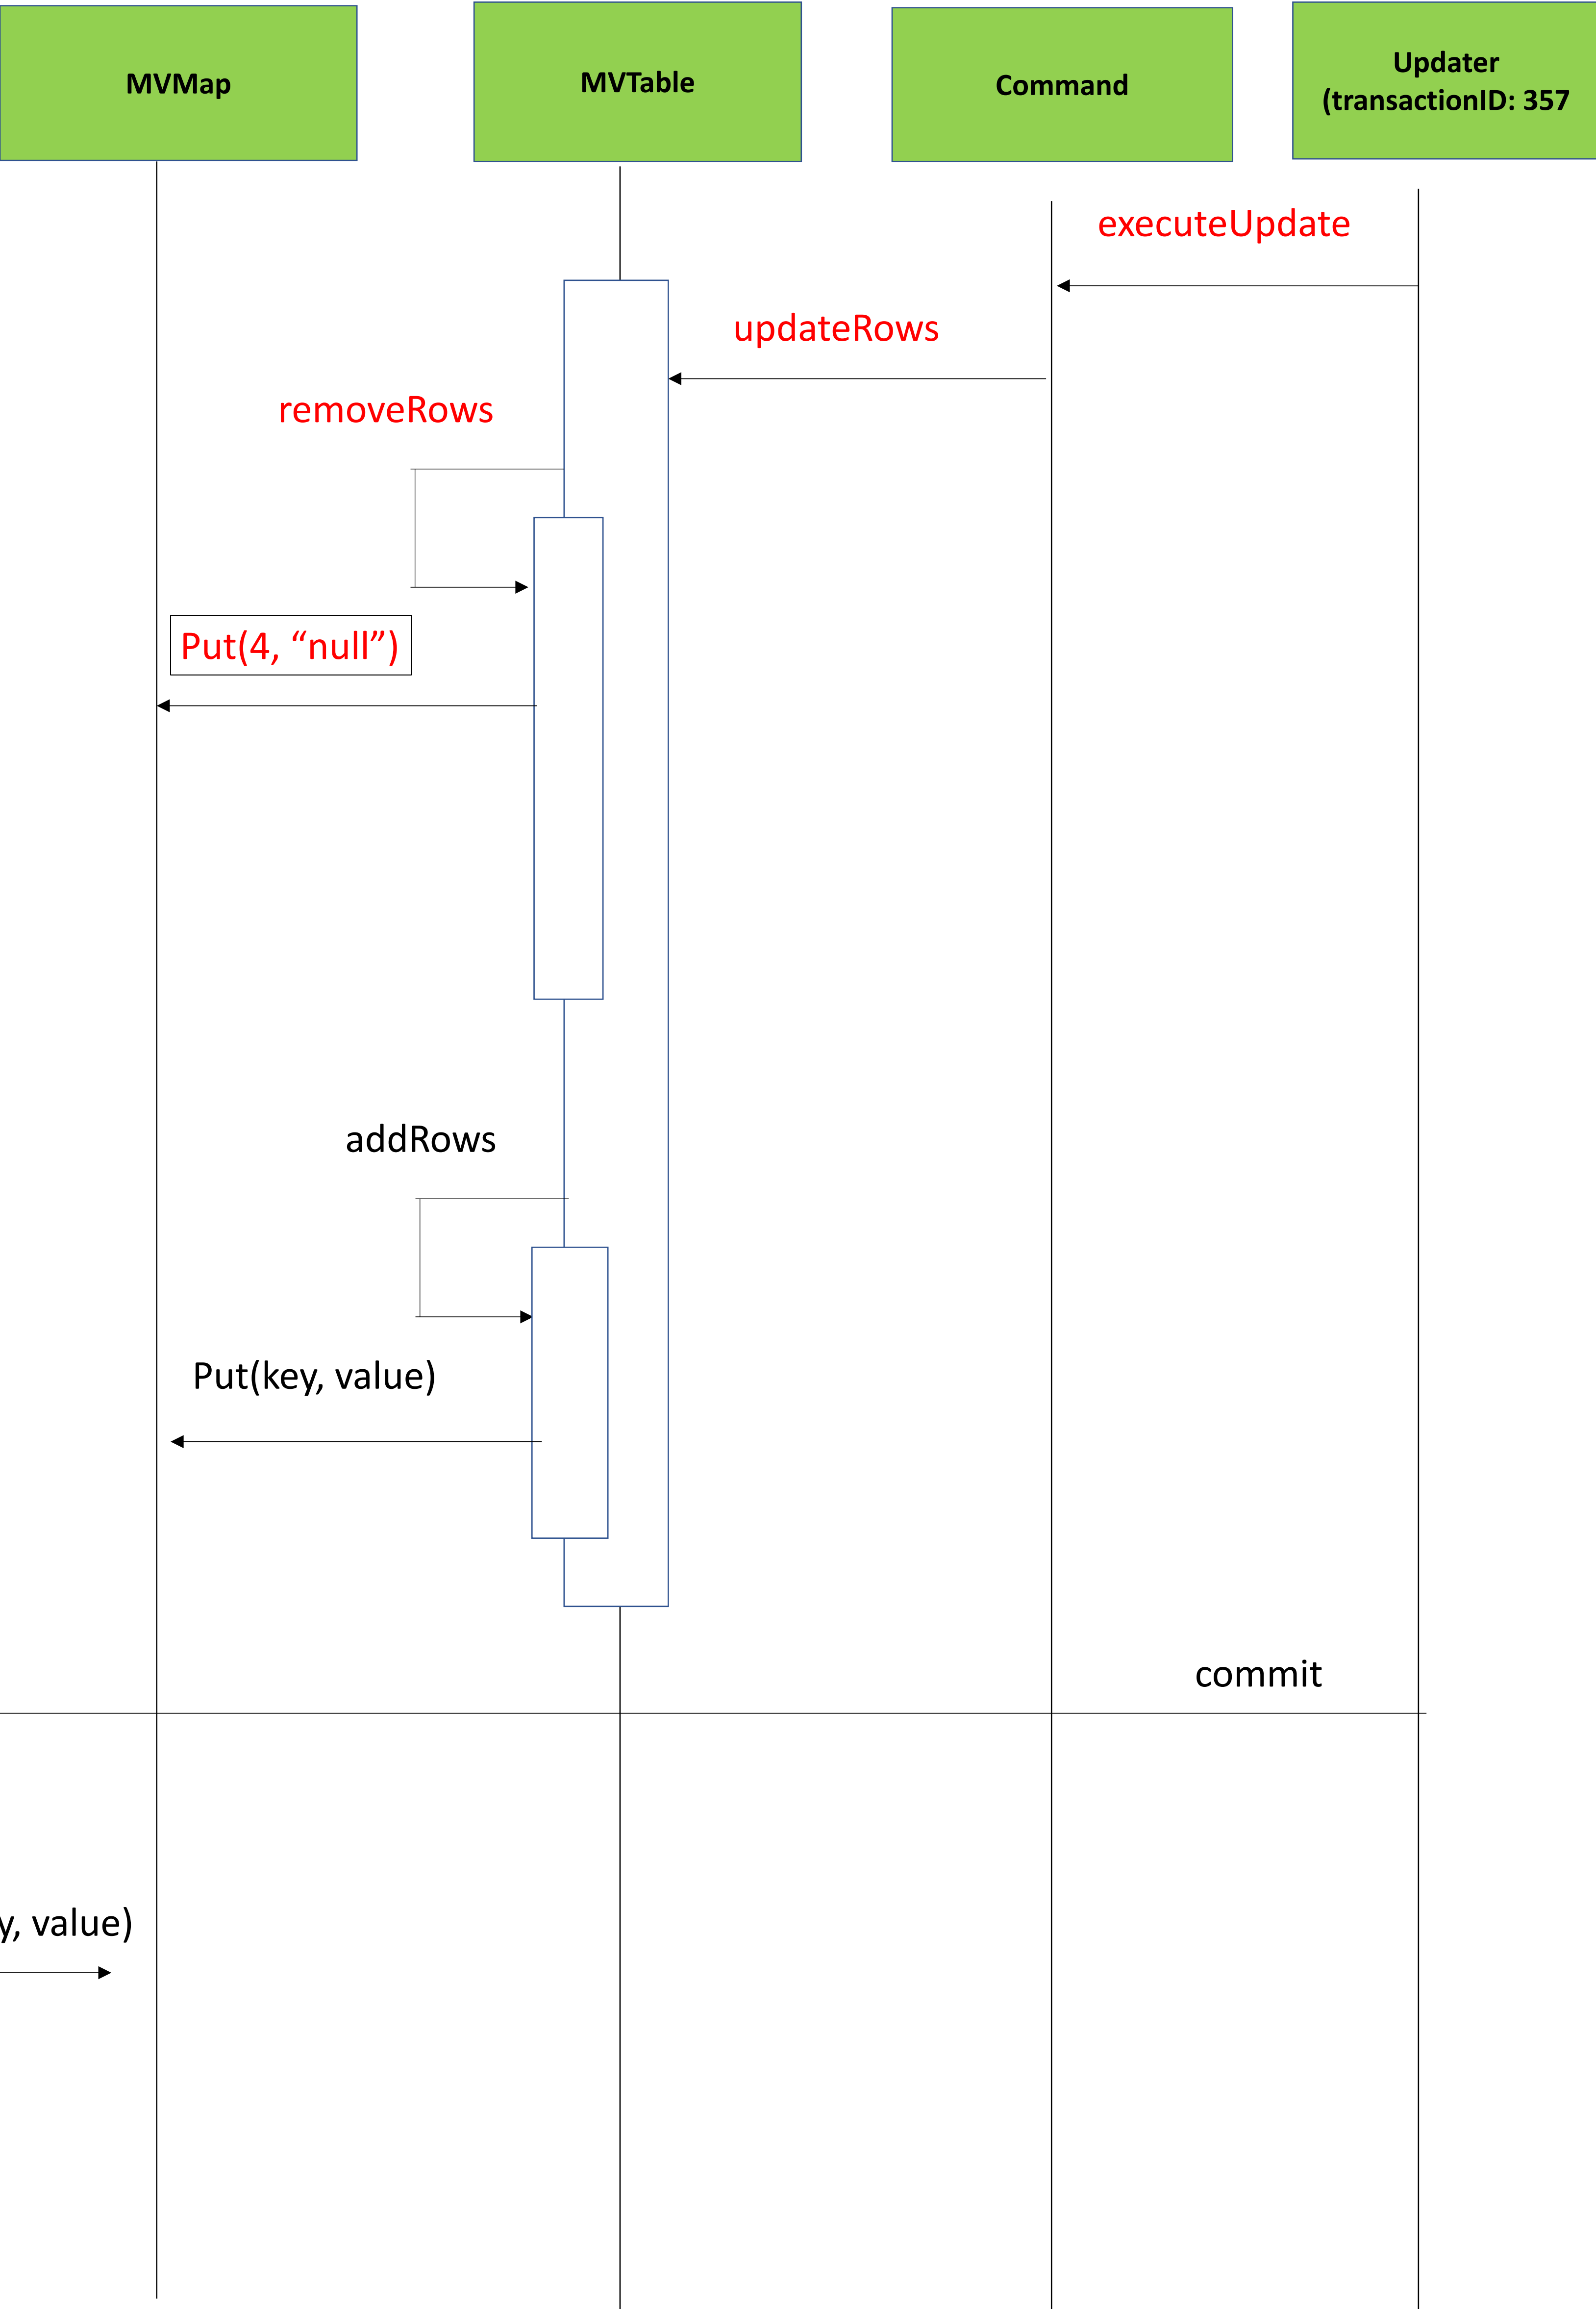 MVMap
MVTable
Command
Updater
(transactionID: 357
executeUpdate
updateRows
removeRows
Put(4, “null”)
addRows
Put(key, value)
commit
y, value)